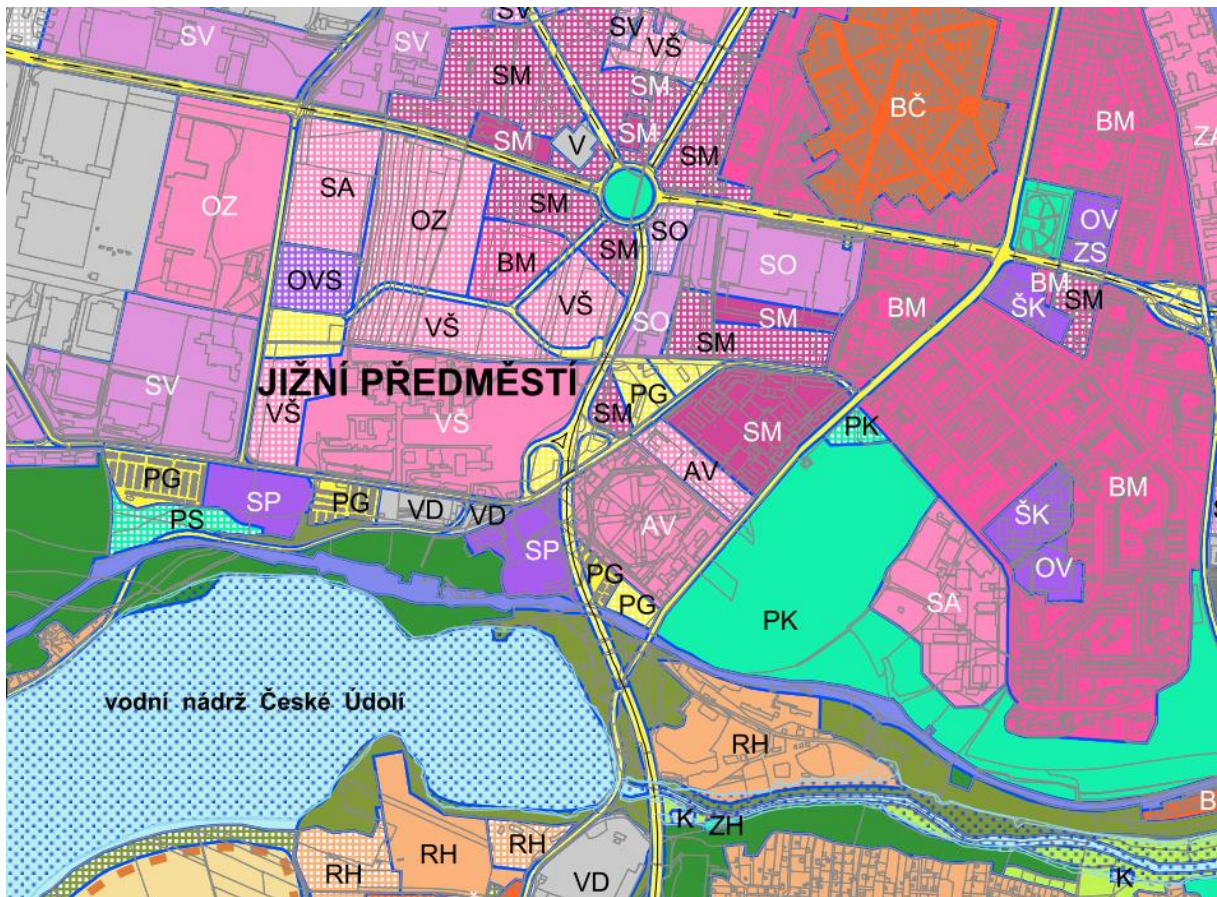 SV
SV
SV
SV
VŠ
SM
SM
BČ
BM
SM
SM
V
SM
SA
OZ
OZ
SM
SO
SM
OV
ZS
OVS
BM
SO
BM
SM
ŠK
VŠ
VŠ
SO
SM
BM
SM
SV
JIŽNÍ PŘEDMĚSTÍ
VŠ
VŠ
SM
PG
SM
PK
AV
PG
SP
PG
VD
VD
PS
SP
AV
BM
ŠK
OV
PG
PG
PK
SA
vodní nádrž České Údolí
RH
K
ZH
RH
RH
RH
VD
K